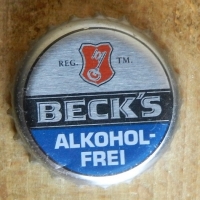 REG. TM.
BECK'S
ALKOHOL-
FREI